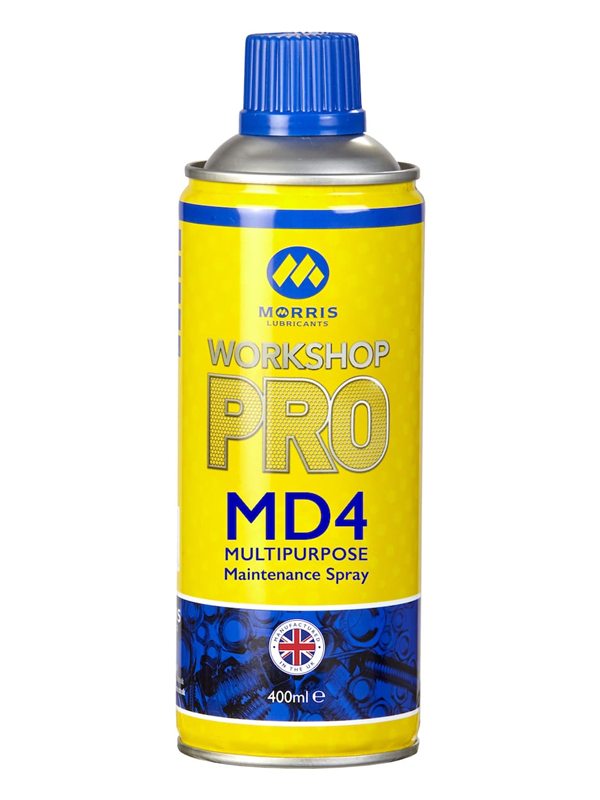 MORRIS
LUBRICANTS
WORKSHOP
PRO
MD4
MULTIPURPOSE
Maintenance Spray
MANUFACTURED
IN THE UK
400ml ℮